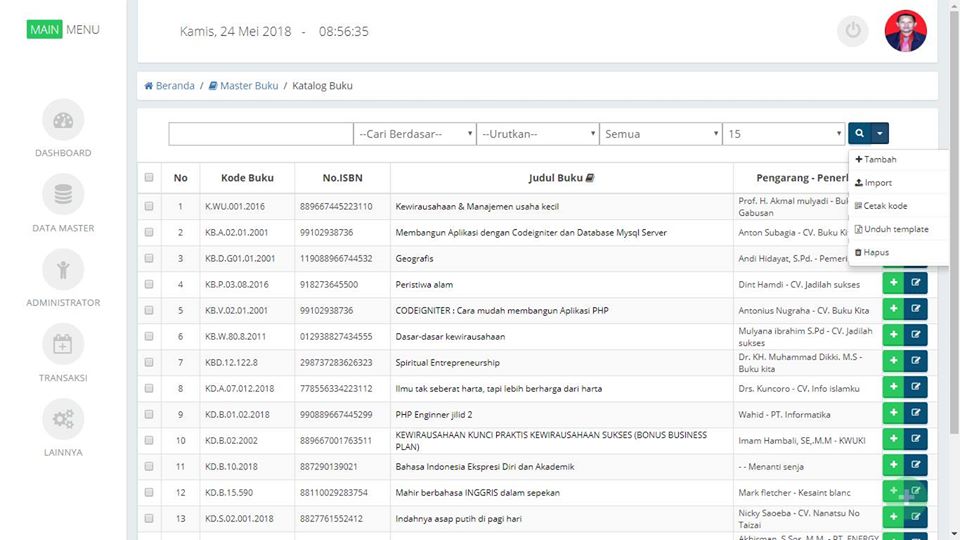 MAIN MENU
Kamis, 24 Mei 2018 - 08:56:35
Beranda / Master Buku / Katalog Buku
DASHBOARD
DATA MASTER
ADMINISTRATOR
TRANSAKSI
LAINNYA
--Cari Berdasar-- --Urutkan-- Semua 15
Tambah
Import
Cetak kode
Unduh template
Hapus
No Kode Buku No.ISBN Judul Buku Pengarang -
1 K.WU.001.2016 889667445223110 Kewirausahaan & Manajemen usaha kecil Prof. H. Akmal mulyadi -
Gabusan
2 KB.A.02.01.2001 99102938736 Membangun Aplikasi dengan Codeigniter dan Database Mysql Server Anton Subagia - CV. Buku
3 KB.D.G01.01.2001 119088966744532 Geografis Andi Hidayat, S.Pd. -
4 KB.P.03.08.2016 918273645500 Peristiwa alam Dint Hamdi - CV. Jadilah sukses
5 KB.V.02.01.2001 99102938736 CODEIGNITER : Cara mudah membangun Aplikasi PHP Antonius Nugraha - CV. Buku Kita
6 KB.W.80.8.2011 012938827434555 Dasar-dasar kewirausahaan Mulyana ibrahim S.Pd - CV. Jadilah
sukses
7 KBD.12.122.8 298737283626323 Spiritual Entrepreneurship Dr. KH. Muhammad Dikki. M.S -
Buku kita
8 KD.A.07.012.2018 778556334223112 Ilmu tak seberat harta, tapi lebih berharga dari harta Drs. Kuncoro - CV. Info islamku
9 KD.B.01.02.2018 990889667445299 PHP Enginner jilid 2 Wahid - PT. Informatika
10 KD.B.02.2002 889667001763511 KEWIRAUSAHAAN KUNCI PRAKTIS KEWIRAUSAHAAN SUKSES (BONUS BUSINESS
PLAN) Imam Hambali, SE,.M.M - KWUKI
11 KD.B.10.2018 887290139021 Bahasa Indonesia Ekspresi Diri dan Akademik - - Menanti senja
12 KD.B.15.590 88110029283754 Mahir berbahasa INGGRIS dalam sepekan Mark fletcher - Kesaint blanc
13 KD.S.02.001.2018 8827761552412 Indahnya asap putih di pagi hari Nicky Saoeba - CV. Nanatsu No
Taizai